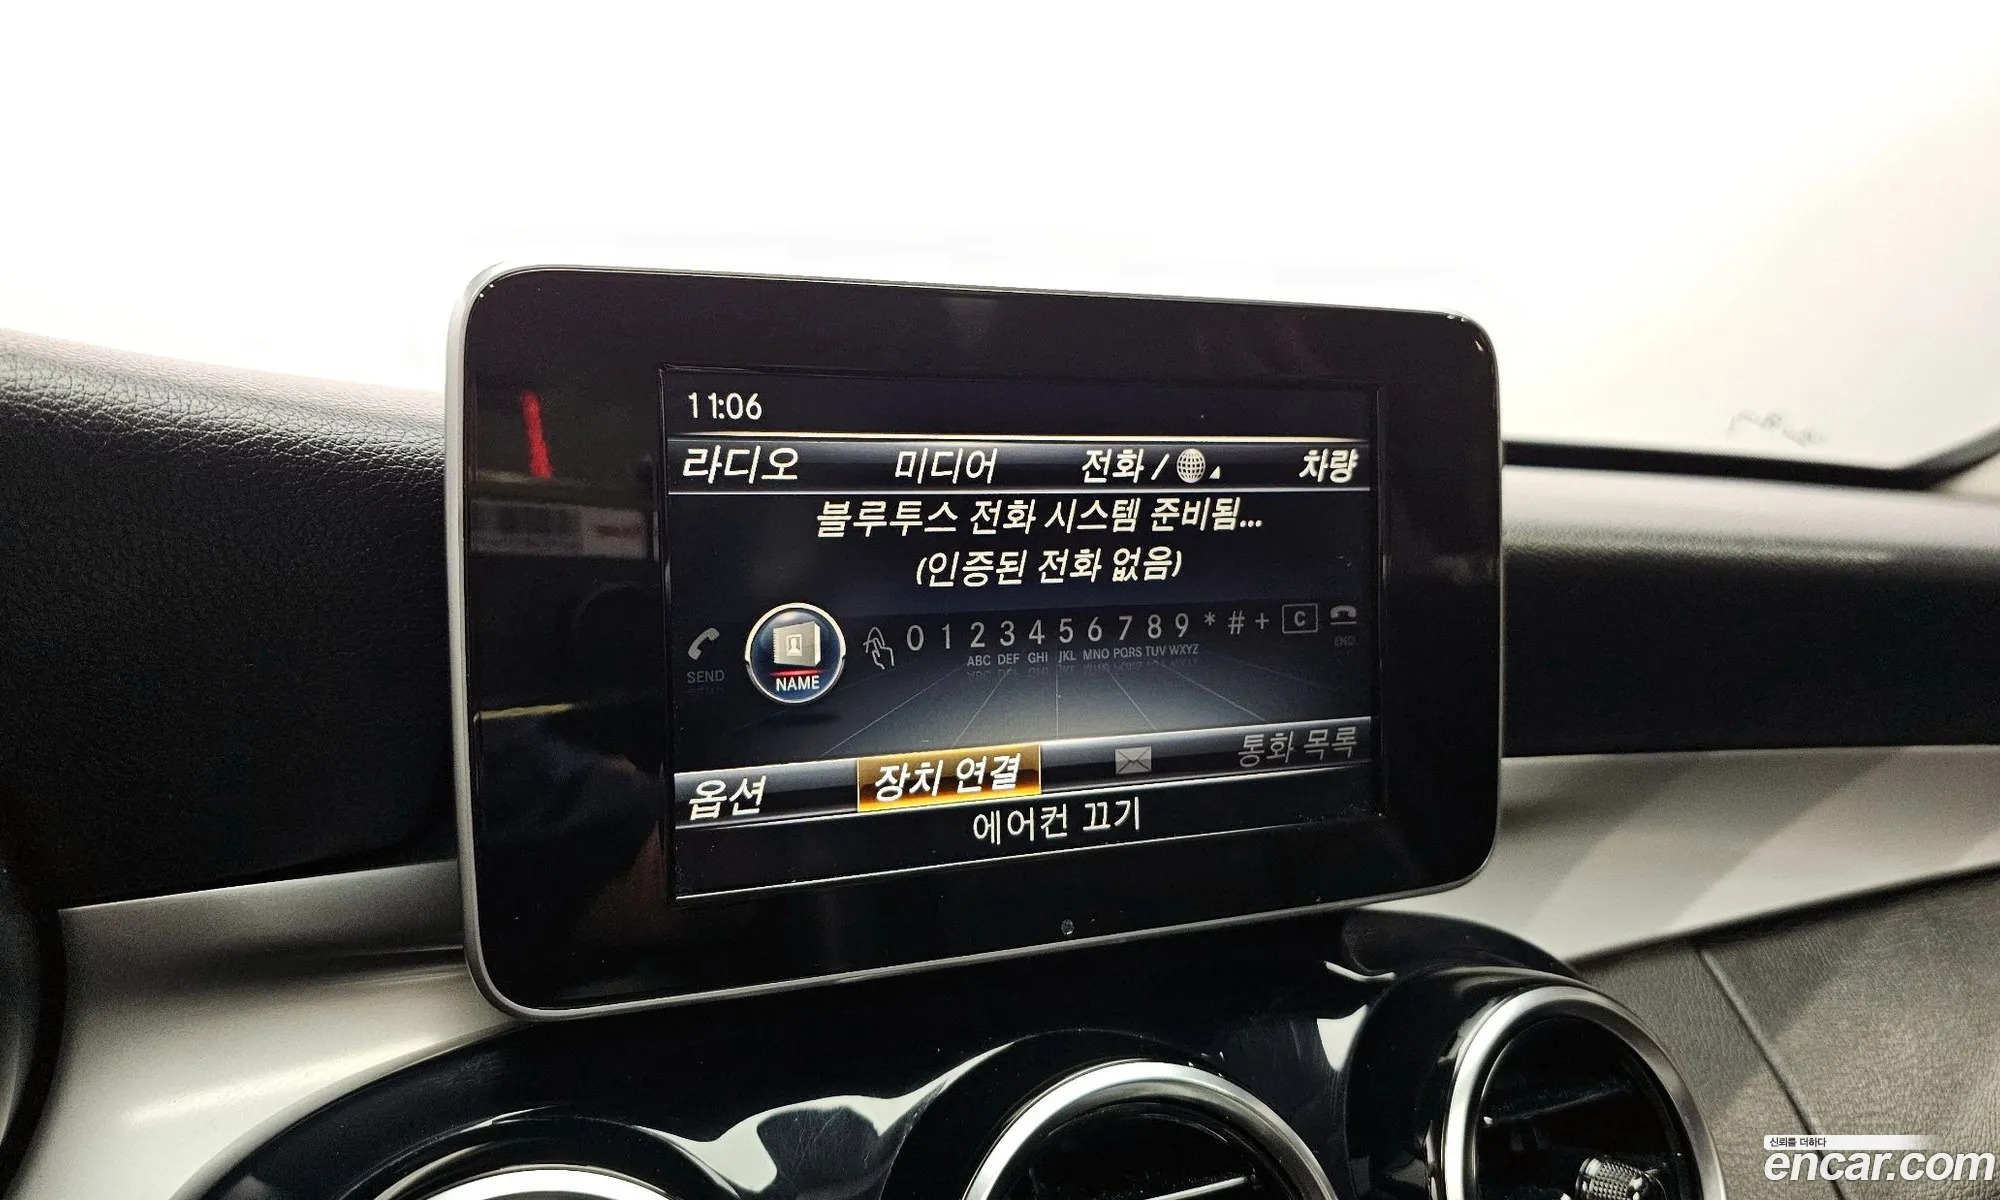 11:06
라디오 미디어 전화 / 차량
블루투스 전화 시스템 준비됨...
(인증된 전화 없음)
SEND NAME 0 1 2 3 4 5 6 7 8 9 * # + C END
ABC DEF GHI JKL MNO PQRS TUV WXYZ
옵션 장치 연결 통화 목록
에어컨 끄기
신뢰를 더하다
encar.com